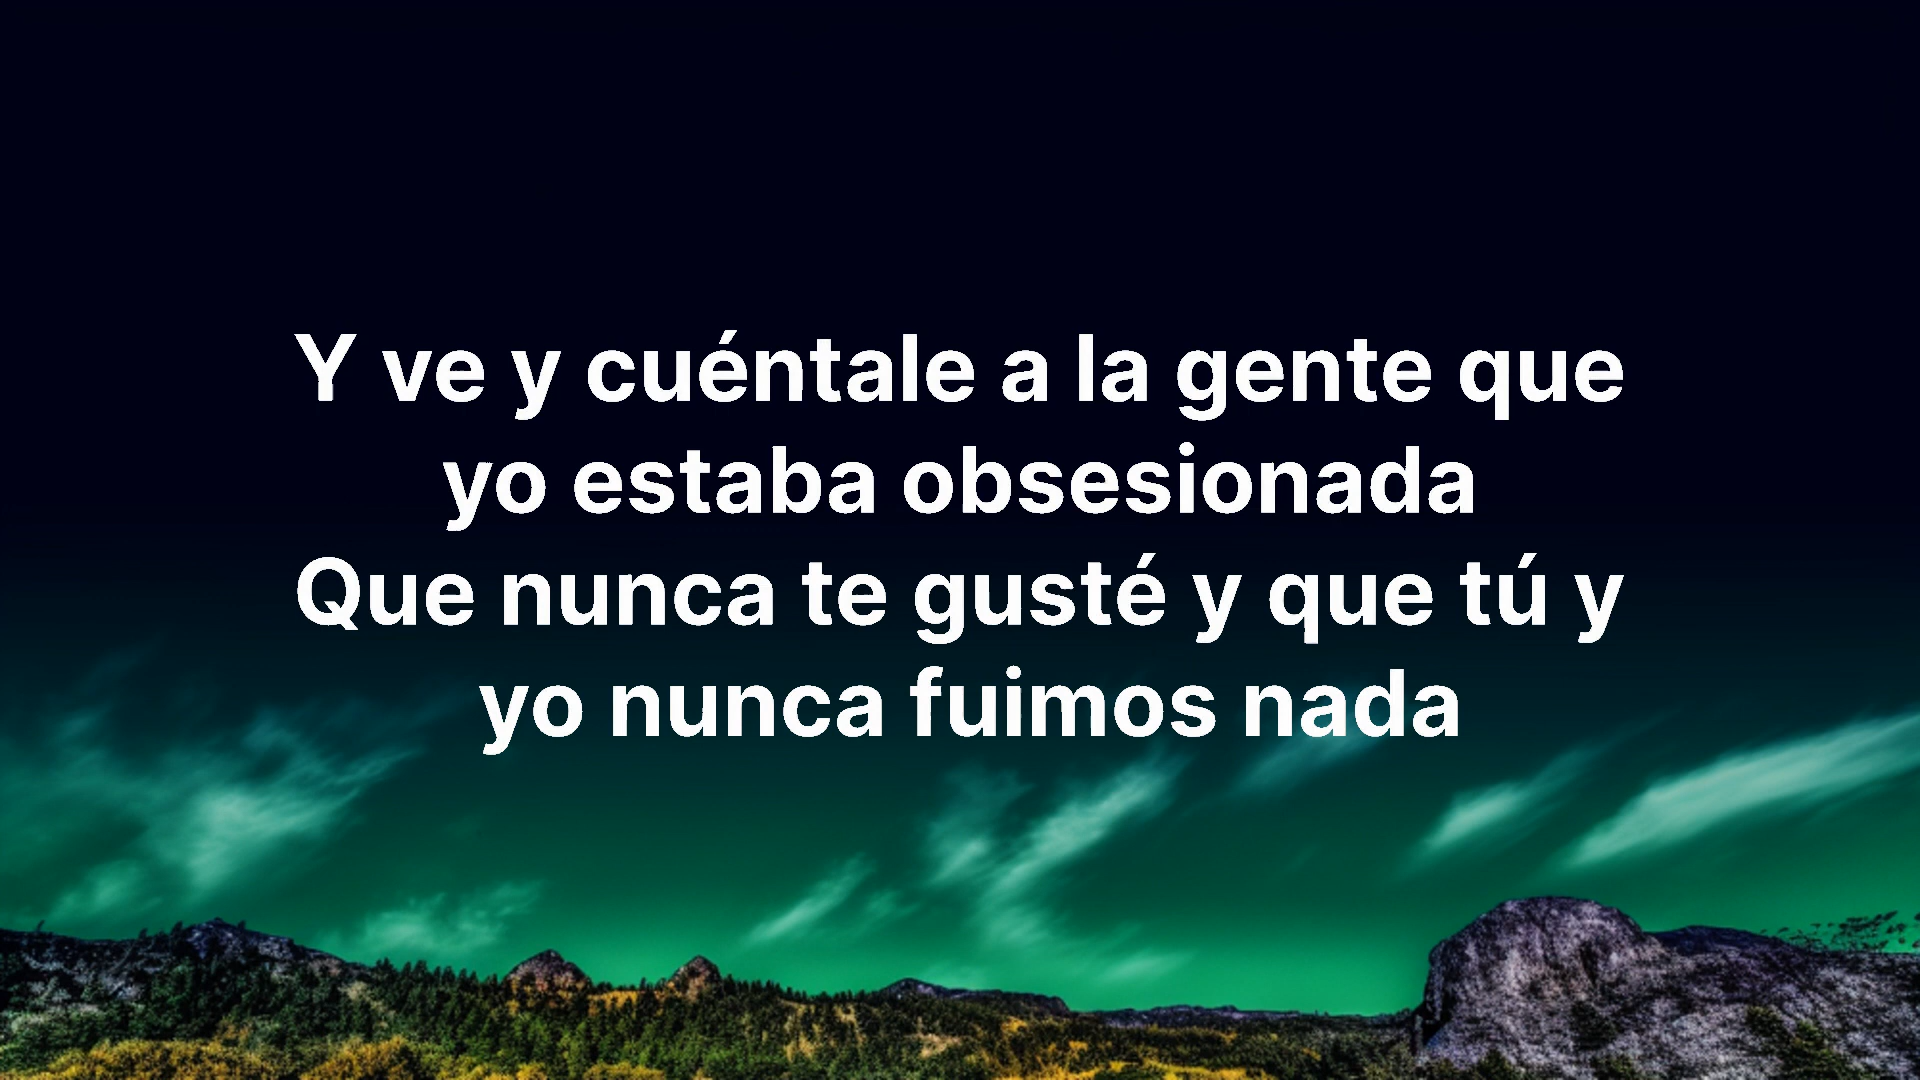 Y ve y cuéntale a la gente que
yo estaba obsesionada
Que nunca te gusté y que tú y
yo nunca fuimos nada